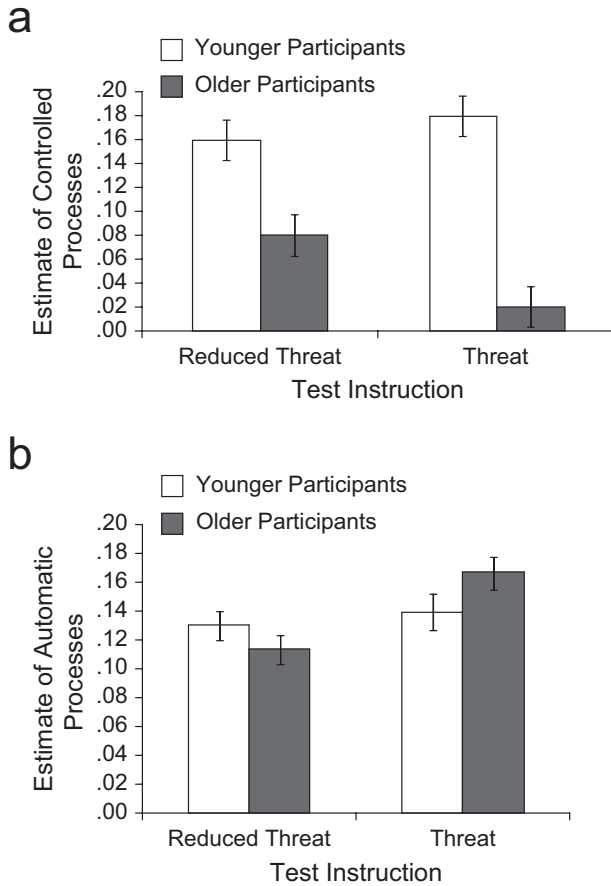 a
Younger Participants
Older Participants
Estimate of Controlled
Processes
.20
.18
.16
.14
.12
.10
.08
.06
.04
.02
.00
Reduced Threat
Threat
Test Instruction
b
Younger Participants
Older Participants
Estimate of Automatic
Processes
.20
.18
.16
.14
.12
.10
.08
.06
.04
.02
.00
Reduced Threat
Threat
Test Instruction